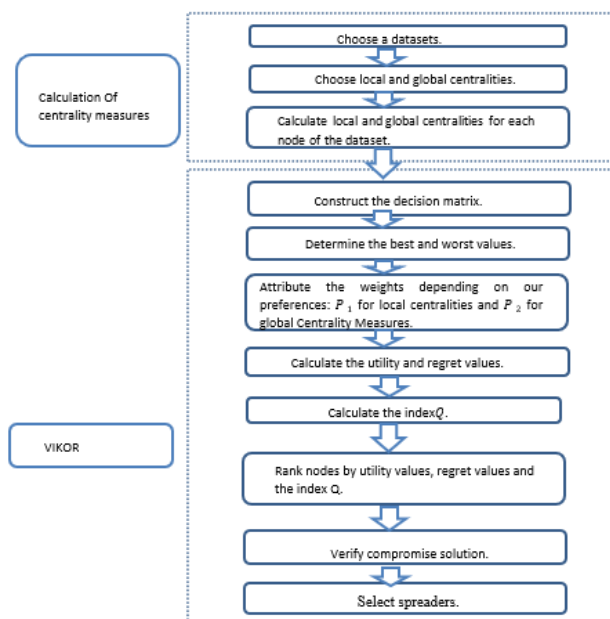 Choose a datasets.
Calculation Of
centrality measures
Choose local and global centralities.
Calculate local and global centralities for each
node of the dataset.
Construct the decision matrix.
Determine the best and worst values.
Attribute the weights depending on our
preferences: P 1 for local centralities and P 2 for
global Centrality Measures.
Calculate the utility and regret values.
Calculate the indexQ.
VIKOR
Rank nodes by utility values, regret values and
the index Q.
Verify compromise solution.
Select spreaders.